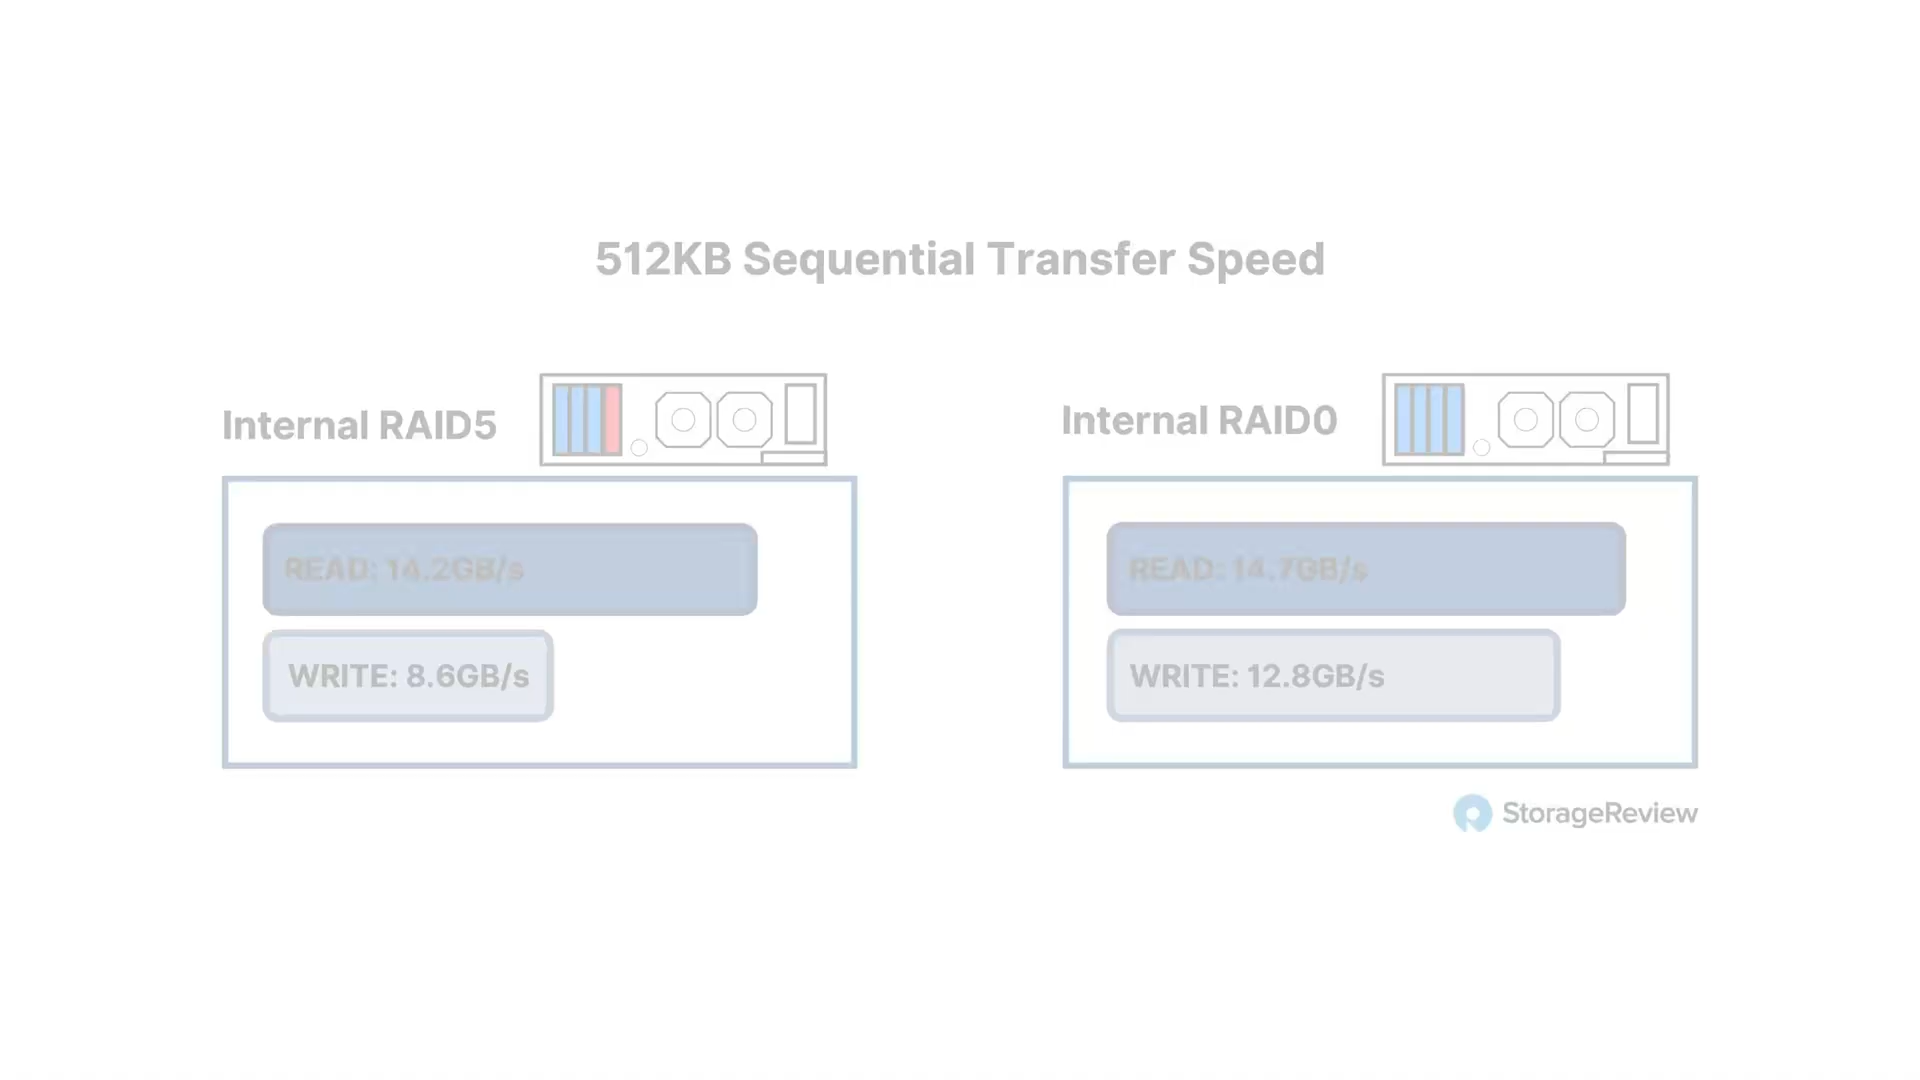 512KB Sequential Transfer Speed
Internal RAID5
READ: 14.2GB/s
WRITE: 8.6GB/s
Internal RAID0
READ: 14.7GB/s
WRITE: 12.8GB/s
StorageReview